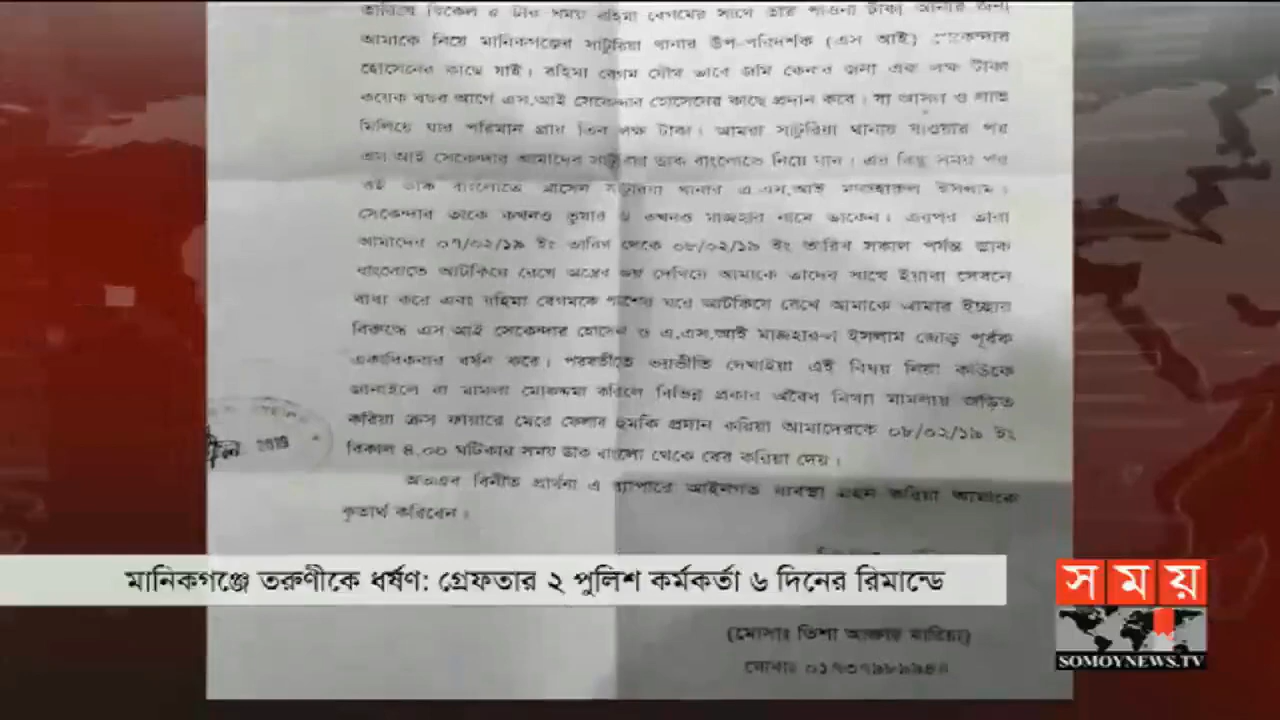 আমাকে নিয়ে মানিকগঞ্জের সাটুরিয়া থানার উপ-পরিদর্শক (এস আই) সেকেন্দার
হোসেনের কাছে যাই। রহিমা বেগম যৌথ ভাবে জমি কেনার জন্য এক লক্ষ টাকা
কয়েক বছর আগে এস.আই সেকেন্দার হোসেনের কাছে প্রদান করে। যা আসল ও লাভ
মিলিয়ে যার পরিমান প্রায় তিন লক্ষ টাকা। আমরা সাটুরিয়া থানায় যাওয়ার পর
এস.আই সেকেন্দার আমাদের সাটুরিয়া ডাক বাংলোতে নিয়ে যান। এর কিছু সময় পর
ওই ডাক বাংলোতে আসেন সাটুরিয়া থানার এ.এস.আই মাজহারুল ইসলাম।
সেকেন্দার তাকে কখনও তুষার ও কখনও মাজহার নামে ডাকেন। এরপর তারা
আমাদের ০৭/০২/১৯ ইং তারিখ থেকে ০৮/০২/১৯ ইং তারিখ সকাল পর্যন্ত ডাক
বাংলোতে আটকিয়ে রেখে অস্ত্রের ভয় দেখিয়ে আমাকে তাদের সাথে ইয়াবা সেবনে
বাধ্য করে এবং রহিমা বেগমকে পাশের ঘরে আটকিয়ে রেখে আমাকে আমার ইচ্ছার
বিরুদ্ধে এস আই সেকেন্দার হোসেন ও এ.এস.আই মাজহারুল ইসলাম জোড় পূর্বক
একাধিকবার ধর্ষন করে। পরবর্তীতে ভয়ভীতি দেখাইয়া এই বিষয় নিয়া কাউকে
জানাইলে বা মামলা মোকদ্দমা করিলে বিভিন্ন প্রকার অবৈধ মিথ্যা মামলায় জড়িত
করিয়া ক্রস ফায়ারে মেরে ফেলার হুমকি প্রদান করিয়া আমাদেরকে ০৮/০২/১৯ ইং
বিকাল ৪.০০ ঘটিকার সময় ডাক বাংলো থেকে বের করিয়া দেয়।
অতএব বিনীত প্রার্থনা এ ব্যাপারে আইনগত ব্যবস্থা গ্রহন করিয়া আমাকে
কৃতার্থ করিবেন।
2019
মানিকগঞ্জে তরুণীকে ধর্ষণ: গ্রেফতার ২ পুলিশ কর্মকর্তা ৬ দিনের রিমান্ডে
সময়
SOMOYNEWS.TV